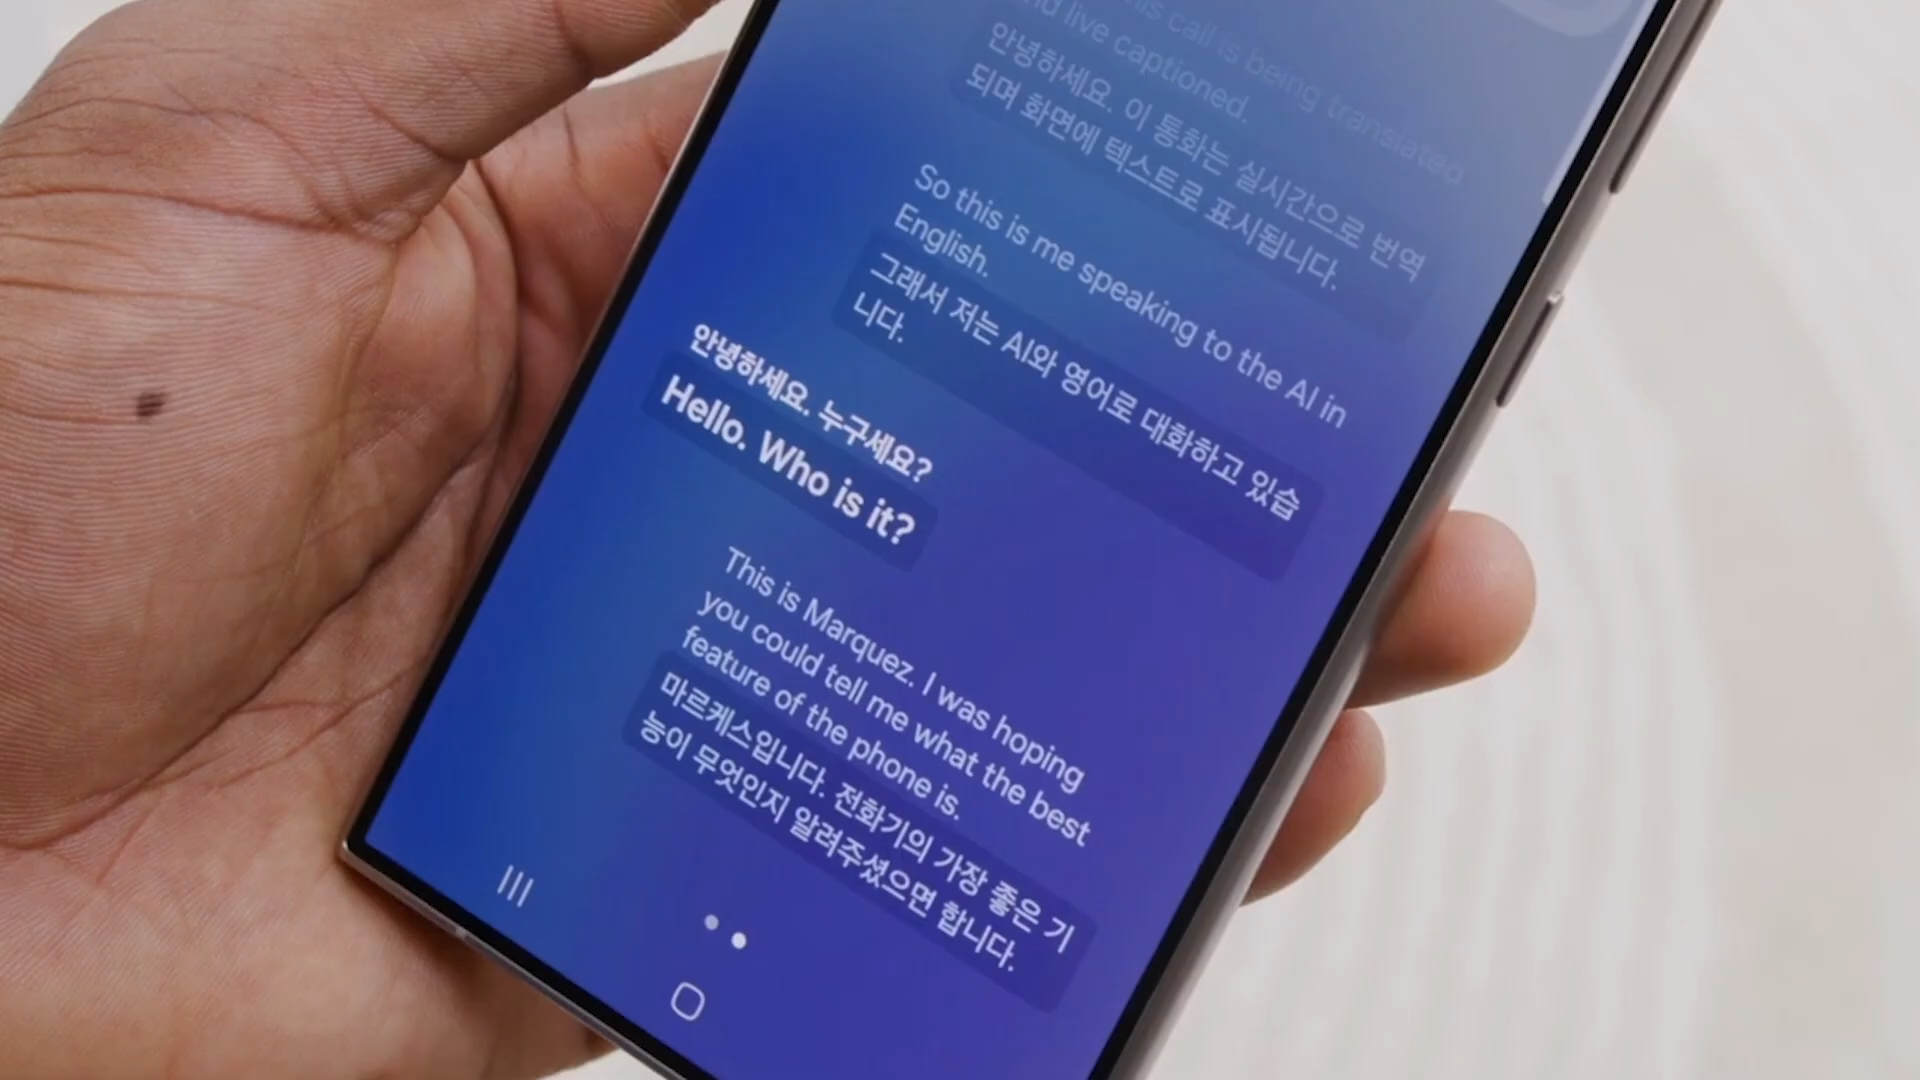 this call is being translated
and live captioned.
안녕하세요. 이 통화는 실시간으로 번역
되며 화면에 텍스트로 표시됩니다.
So this is me speaking to the AI in
English.
그래서 저는 AI와 영어로 대화하고 있습
니다.
안녕하세요. 누구세요?
Hello. Who is it?
This is Marquez. I was hoping
you could tell me what the best
feature of the phone is.
마르케스입니다. 전화기의 가장 좋은 기
능이 무엇인지 알려주셨으면 합니다.